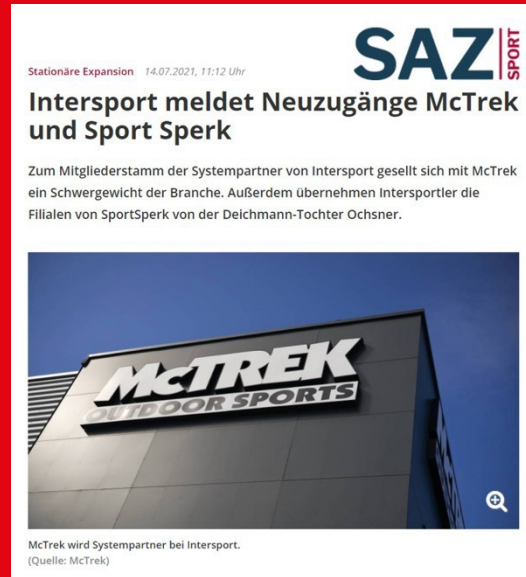 SAZ SPORT
Stationäre Expansion 14.07.2021, 11:12 Uhr
Intersport meldet Neuzugänge McTrek
und Sport Sperk
Zum Mitgliederstamm der Systempartner von Intersport gesellt sich mit McTrek
ein Schwergewicht der Branche. Außerdem übernehmen Intersportler die
Filialen von SportSperk von der Deichmann-Tochter Ochsner.
McTREK
OUTDOOR SPORTS
McTrek wird Systempartner bei Intersport.
(Quelle: McTrek)